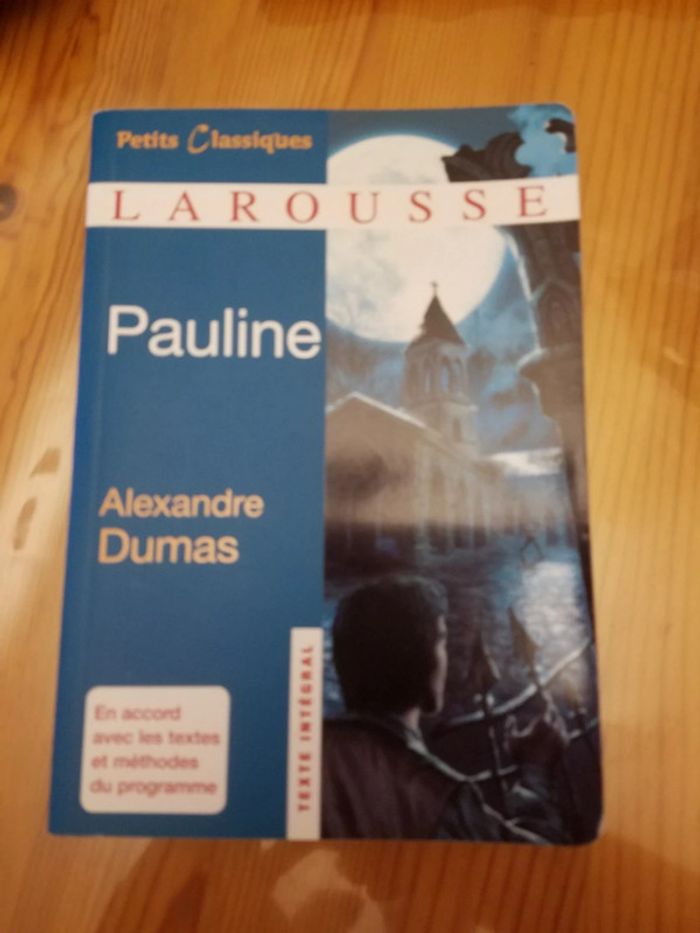 Petits Classiques
LAROUSSE
Pauline
Alexandre
Dumas
TEXTE INTÉGRAL
En accord
avec les textes
et méthodes
du programme